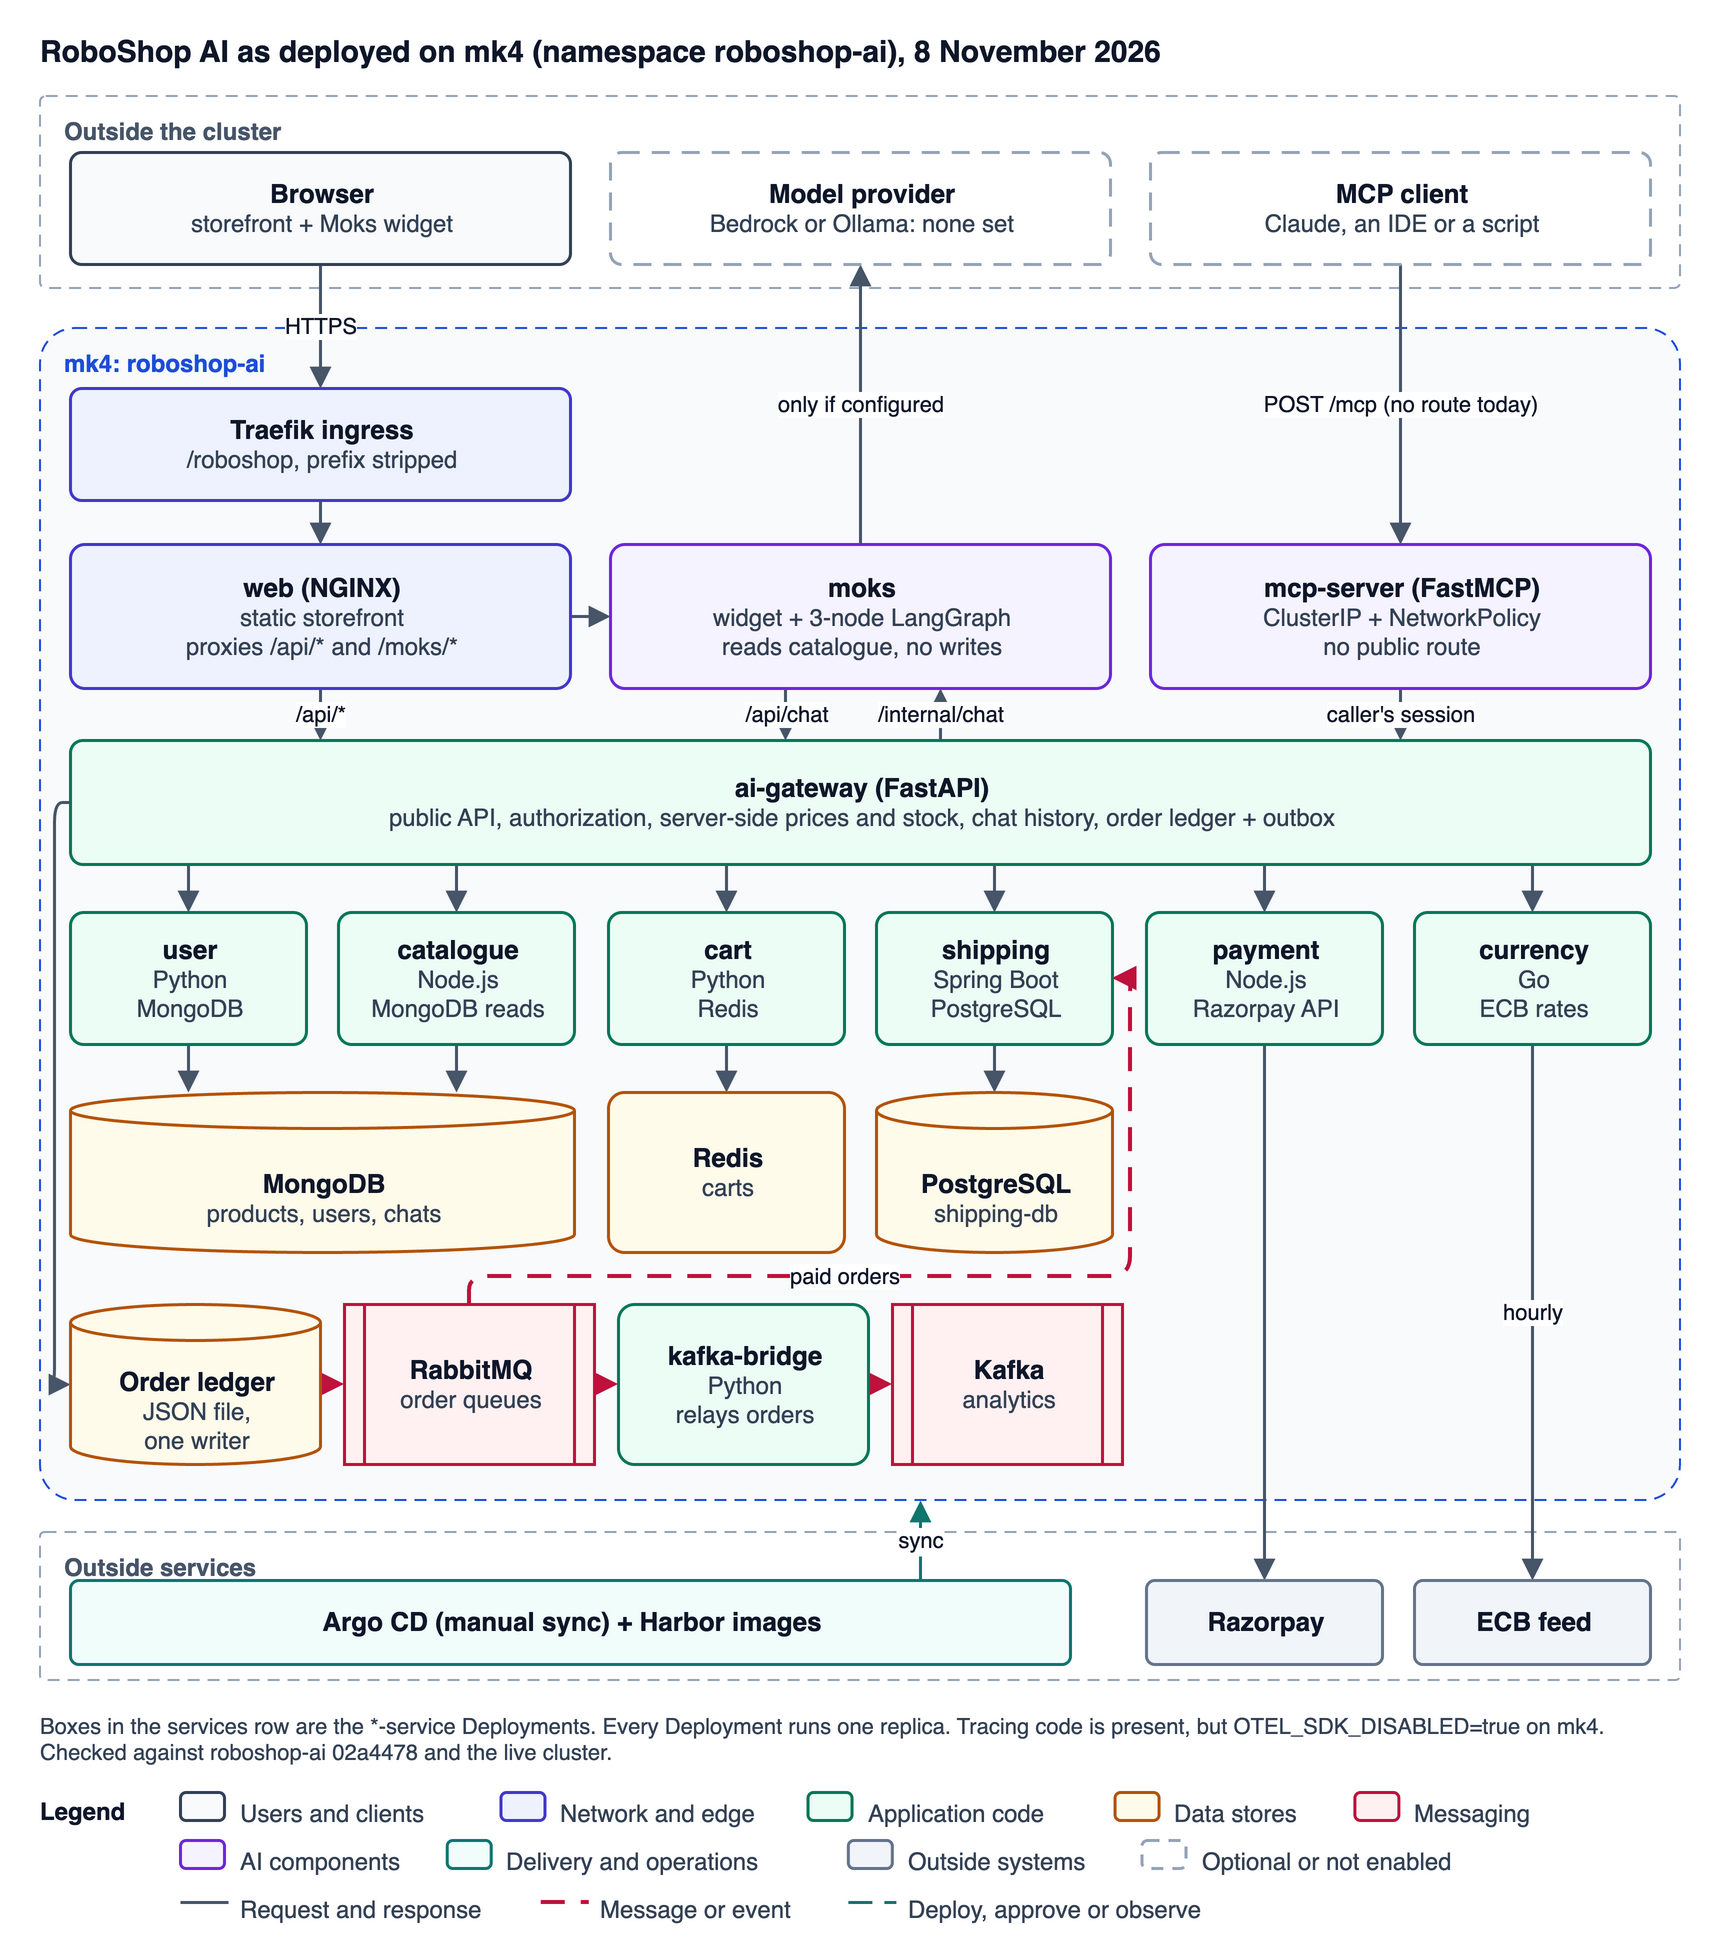 RoboShop AI as deployed on mk4 (namespace roboshop-ai), 8 November 2026
Outside the cluster
Browser
storefront + Moks widget
Model provider
Bedrock or Ollama: none set
MCP client
Claude, an IDE or a script
HTTPS
mk4: roboshop-ai
only if configured
POST /mcp (no route today)
Traefik ingress
/roboshop, prefix stripped
web (NGINX)
static storefront
proxies /api/* and /moks/*
moks
widget + 3-node LangGraph
reads catalogue, no writes
mcp-server (FastMCP)
ClusterIP + NetworkPolicy
no public route
/api/*
/api/chat
/internal/chat
caller's session
ai-gateway (FastAPI)
public API, authorization, server-side prices and stock, chat history, order ledger + outbox
user
Python
MongoDB
catalogue
Node.js
MongoDB reads
cart
Python
Redis
shipping
Spring Boot
PostgreSQL
payment
Node.js
Razorpay API
currency
Go
ECB rates
MongoDB
products, users, chats
Redis
carts
PostgreSQL
shipping-db
paid orders
hourly
Order ledger
JSON file,
one writer
RabbitMQ
order queues
kafka-bridge
Python
relays orders
Kafka
analytics
sync
Outside services
Argo CD (manual sync) + Harbor images
Razorpay
ECB feed
Boxes in the services row are the *-service Deployments. Every Deployment runs one replica. Tracing code is present, but OTEL_SDK_DISABLED=true on mk4.
Checked against roboshop-ai 02a4478 and the live cluster.
Legend
Users and clients
Network and edge
Application code
Data stores
Messaging
AI components
Delivery and operations
Outside systems
Optional or not enabled
Request and response
Message or event
Deploy, approve or observe